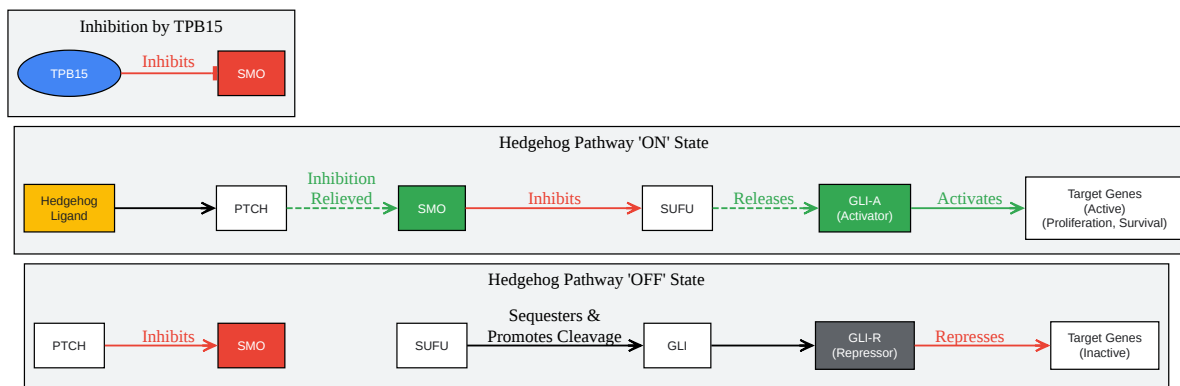 Inhibition by TPB15
TPB15
Inhibits
SMO
Hedgehog Pathway 'ON' State
Hedgehog
Ligand
PTCH
Inhibition
Relieved
SMO
Inhibits
SUFU
Releases
GLI-A
(Activator)
Activates
Target Genes
(Active)
(Proliferation, Survival)
Hedgehog Pathway 'OFF' State
PTCH
Inhibits
SMO
SUFU
Sequesters &
Promotes Cleavage
GLI
GLI-R
(Repressor)
Represses
Target Genes
(Inactive)